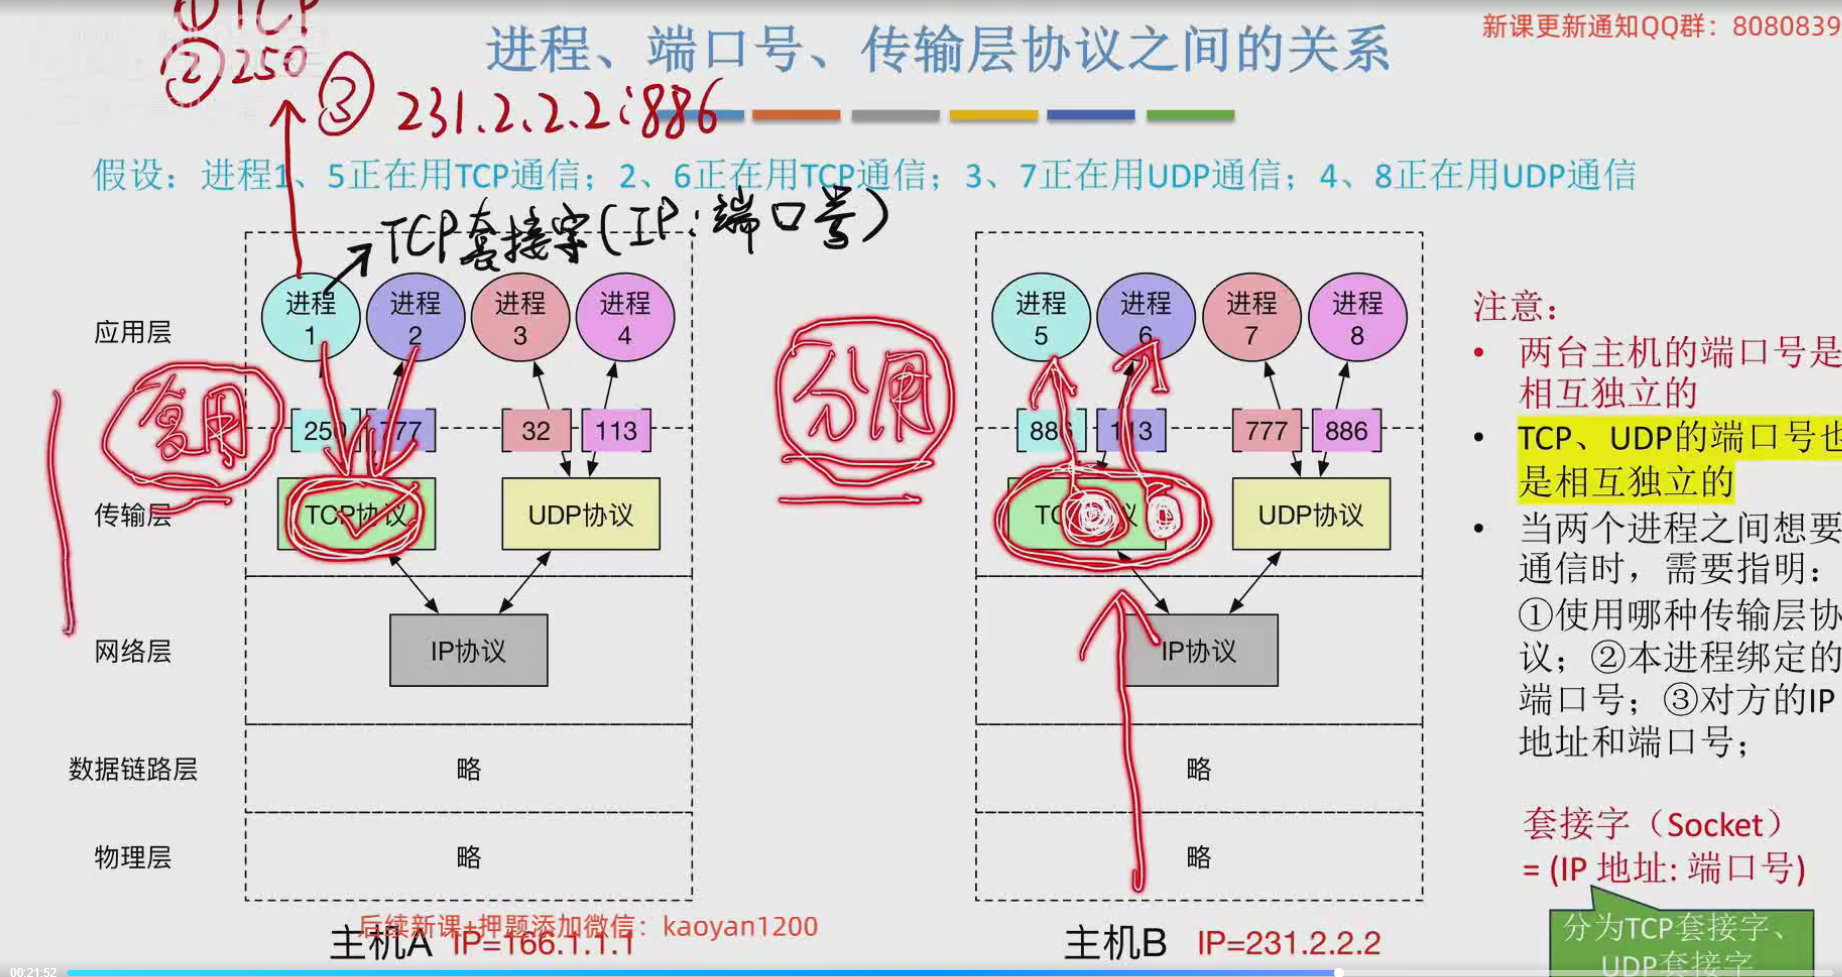 ①TCP
②250
③ 231.2.2.2:886
进程、端口号、传输层协议之间的关系
新课更新通知QQ群：8080839
假设：进程1、5正在用TCP通信；2、6正在用TCP通信；3、7正在用UDP通信；4、8正在用UDP通信
TCP套接字(IP:端口号)
应用层
进程 1
进程 2
进程 3
进程 4
复用
250
777
32
113
传输层
TCP协议
UDP协议
网络层
IP协议
数据链路层
略
物理层
略
主机A IP=166.1.1.1
后续新课+押题添加微信：kaoyan1200
分用
进程 5
进程 6
进程 7
进程 8
886
113
777
886
UDP协议
IP协议
略
略
主机B IP=231.2.2.2
注意：
• 两台主机的端口号是
相互独立的
• TCP、UDP的端口号也
是相互独立的
• 当两个进程之间想要
通信时，需要指明：
①使用哪种传输层协
议；②本进程绑定的
端口号；③对方的IP
地址和端口号；
套接字（Socket）
= (IP 地址: 端口号)
分为TCP套接字、
UDP套接字
00:21:52